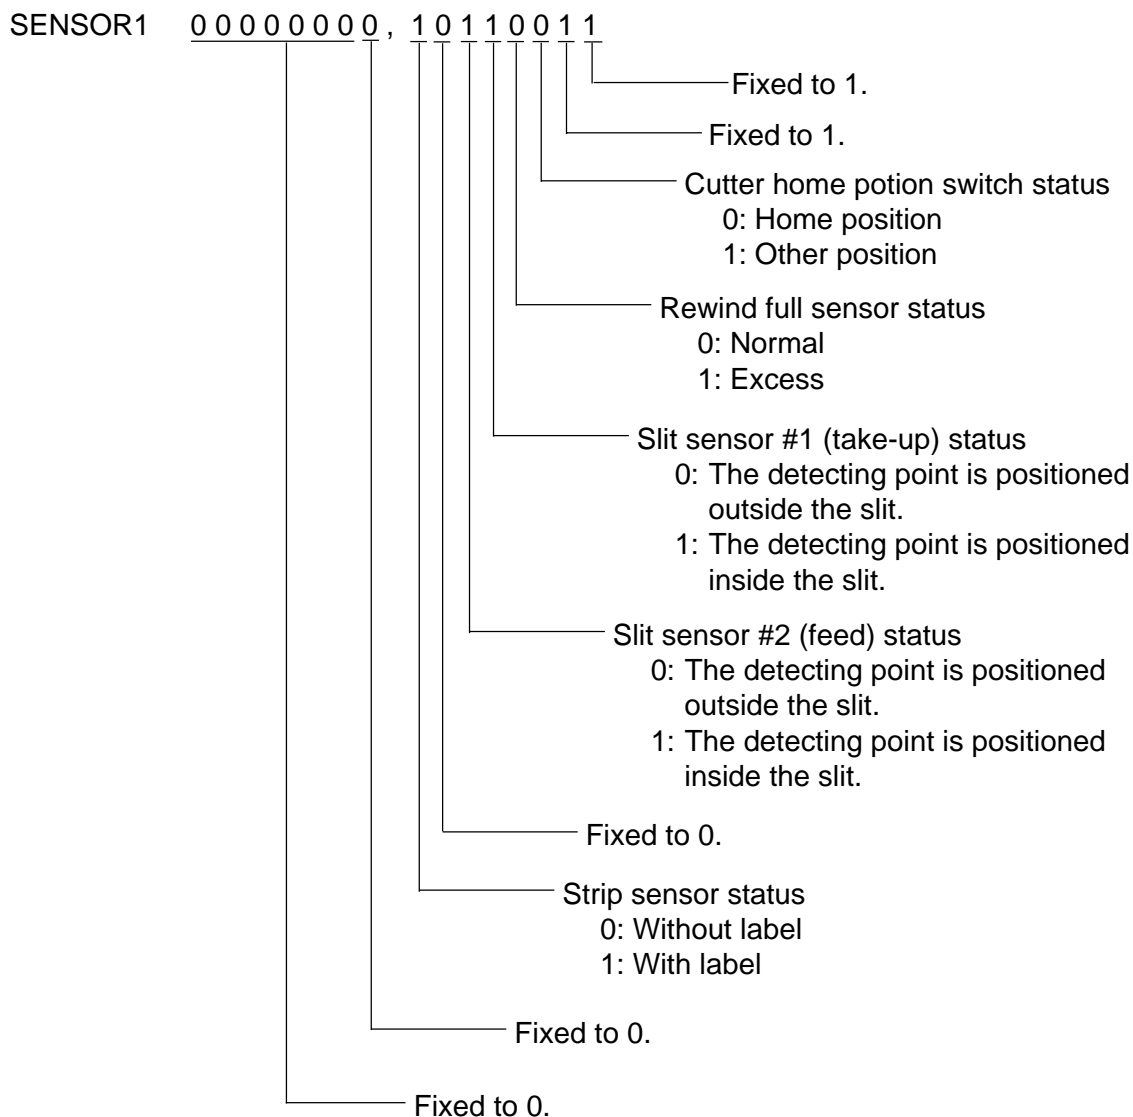 SENSOR1 0 0 0 0 0 0 0 0 , 1 0 1 1 0 0 1 1
Fixed to 1.
Fixed to 1.
Cutter home potion switch status
0: Home position
1: Other position
Rewind full sensor status
0: Normal
1: Excess
Slit sensor #1 (take-up) status
0: The detecting point is positioned
outside the slit.
1: The detecting point is positioned
inside the slit.
Slit sensor #2 (feed) status
0: The detecting point is positioned
outside the slit.
1: The detecting point is positioned
inside the slit.
Fixed to 0.
Strip sensor status
0: Without label
1: With label
Fixed to 0.
Fixed to 0.